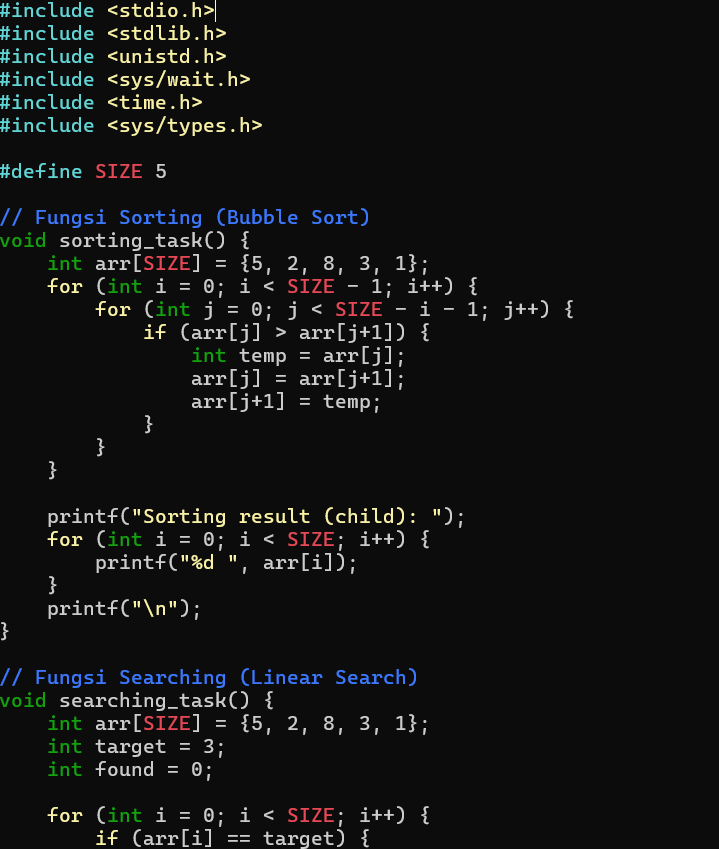 #include <stdio.h>
#include <stdlib.h>
#include <unistd.h>
#include <sys/wait.h>
#include <time.h>
#include <sys/types.h>

#define SIZE 5

// Fungsi Sorting (Bubble Sort)
void sorting_task() {
    int arr[SIZE] = {5, 2, 8, 3, 1};
    for (int i = 0; i < SIZE - 1; i++) {
        for (int j = 0; j < SIZE - i - 1; j++) {
            if (arr[j] > arr[j+1]) {
                int temp = arr[j];
                arr[j] = arr[j+1];
                arr[j+1] = temp;
            }
        }
    }

    printf("Sorting result (child): ");
    for (int i = 0; i < SIZE; i++) {
        printf("%d ", arr[i]);
    }
    printf("\n");
}

// Fungsi Searching (Linear Search)
void searching_task() {
    int arr[SIZE] = {5, 2, 8, 3, 1};
    int target = 3;
    int found = 0;

    for (int i = 0; i < SIZE; i++) {
        if (arr[i] == target) {